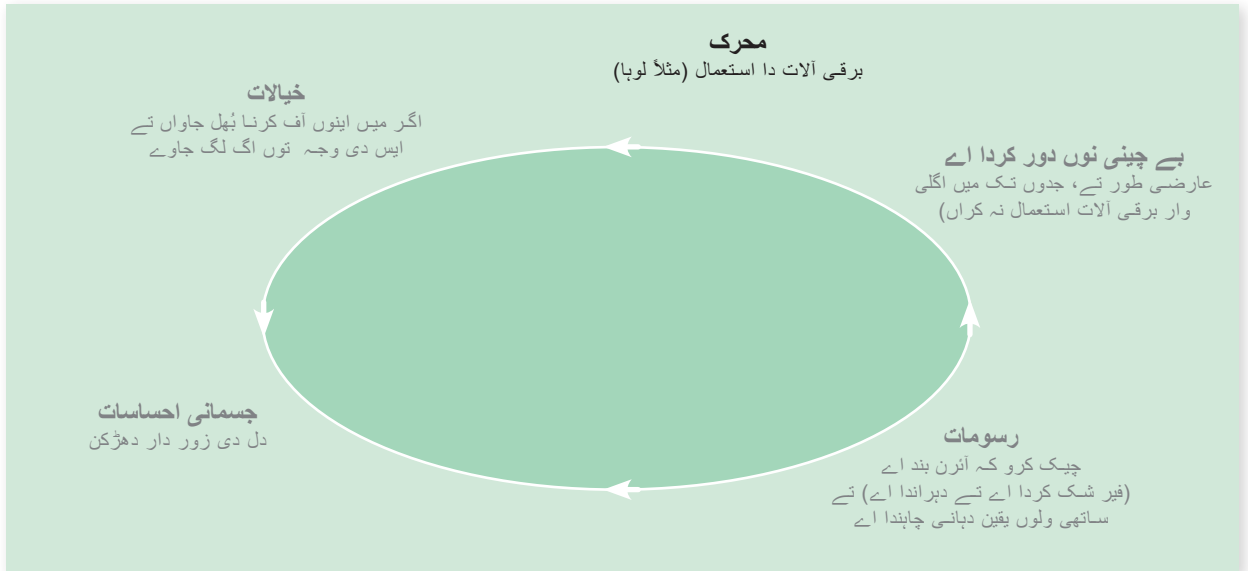 محرک
برقی آلات دا استعمال (مثلاً لوہا)
خیالات
اگر میں اینوں آف کرنا بُھل جاواں تے
ایس دی وجہ توں اگ لگ جاوے
جسمانی احساسات
دل دی زور دار دھڑکن
رسومات
چیک کرو کہ آئرن بند اے
(فیر شک کردا اے تے دہراندا اے) تے
ساتھی ولوں یقین دہانی چاہندا اے
بے چینی نوں دور کردا اے
عارضی طور تے، جدوں تک میں اگلی
وار برقی آلات استعمال نہ کراں)